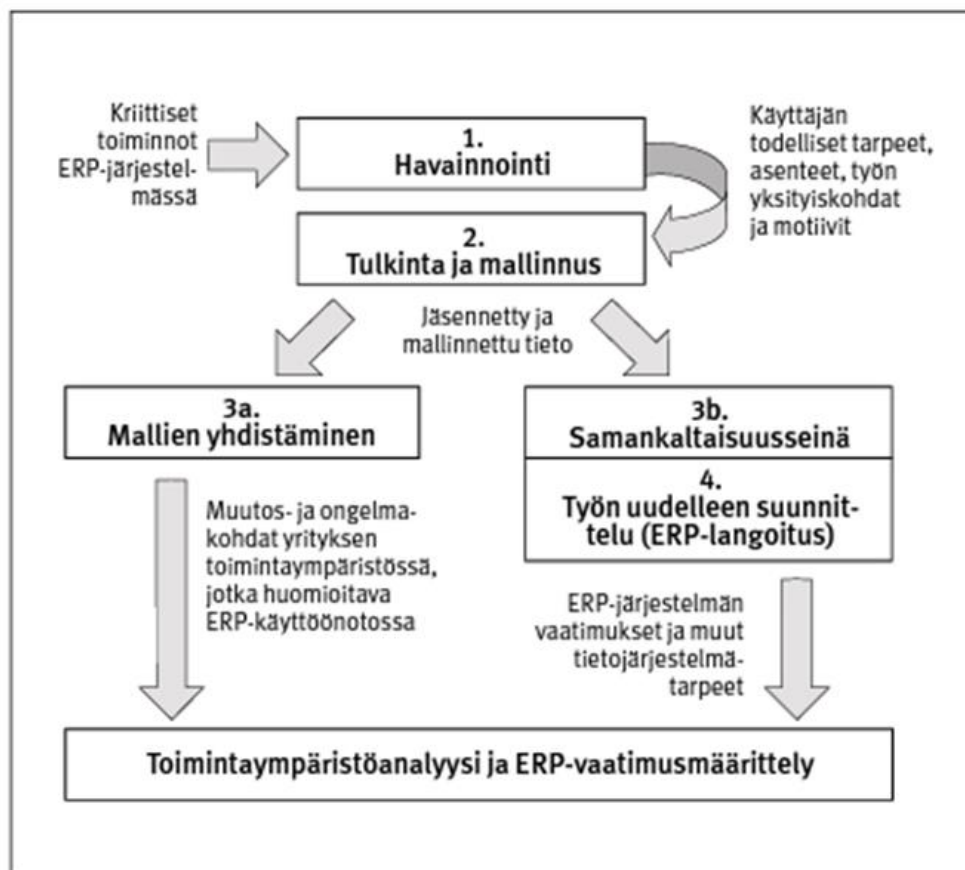 Kriittiset
toiminnot
ERP-järjestel-
mässä
1.
Havainnointi
Käyttäjän
todelliset tarpeet,
asenteet, työn
yksityiskohdat
ja motiivit
2.
Tulkinta ja mallinnus
Jäsennetty ja
mallinnettu tieto
3a.
Mallien yhdistäminen
3b.
Samankaltaisuusseinä
4.
Työn uudelleen suunnit-
telu (ERP-langoitus)
Muutos- ja ongelma-
kohdat yrityksen
toimintaympäristössä,
jotka huomioitava
ERP-käyttöönotossa
ERP-järjestelmän
vaatimukset ja muut
tietojärjestelmä-
tarpeet
Toimintaympäristöanalyysi ja ERP-vaatimusmäärittely